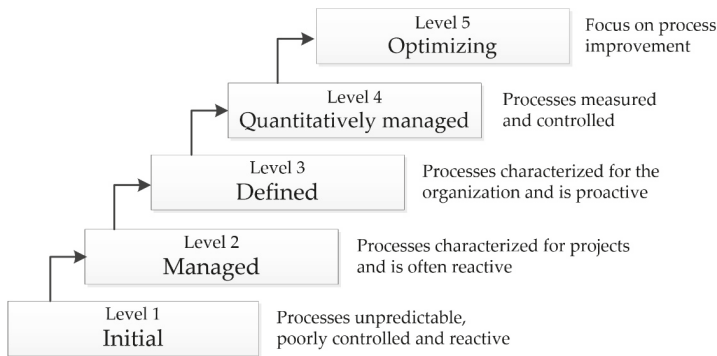 Level 5
Optimizing
Focus on process
improvement
Level 4
Quantitatively managed
Processes measured
and controlled
Level 3
Defined
Processes characterized for the
organization and is proactive
Level 2
Managed
Processes characterized for projects
and is often reactive
Level 1
Initial
Processes unpredictable,
poorly controlled and reactive